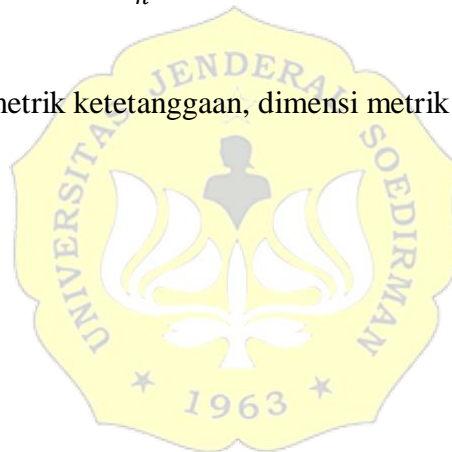 n
metrik ketetanggaan, dimensi metrik
UNIVERSITAS JENDERAL SOEDIRMAN
* 1963 *